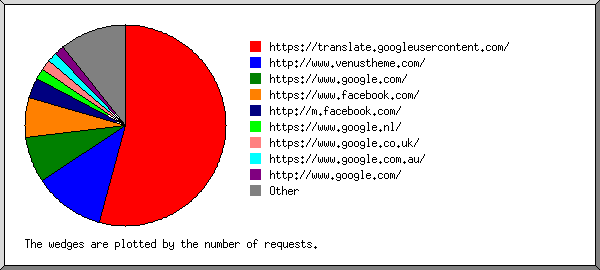 https://translate.googleusercontent.com/
http://www.venustheme.com/
https://www.google.com/
https://www.facebook.com/
http://m.facebook.com/
https://www.google.nl/
https://www.google.co.uk/
https://www.google.com.au/
http://www.google.com/
Other
The wedges are plotted by the number of requests.